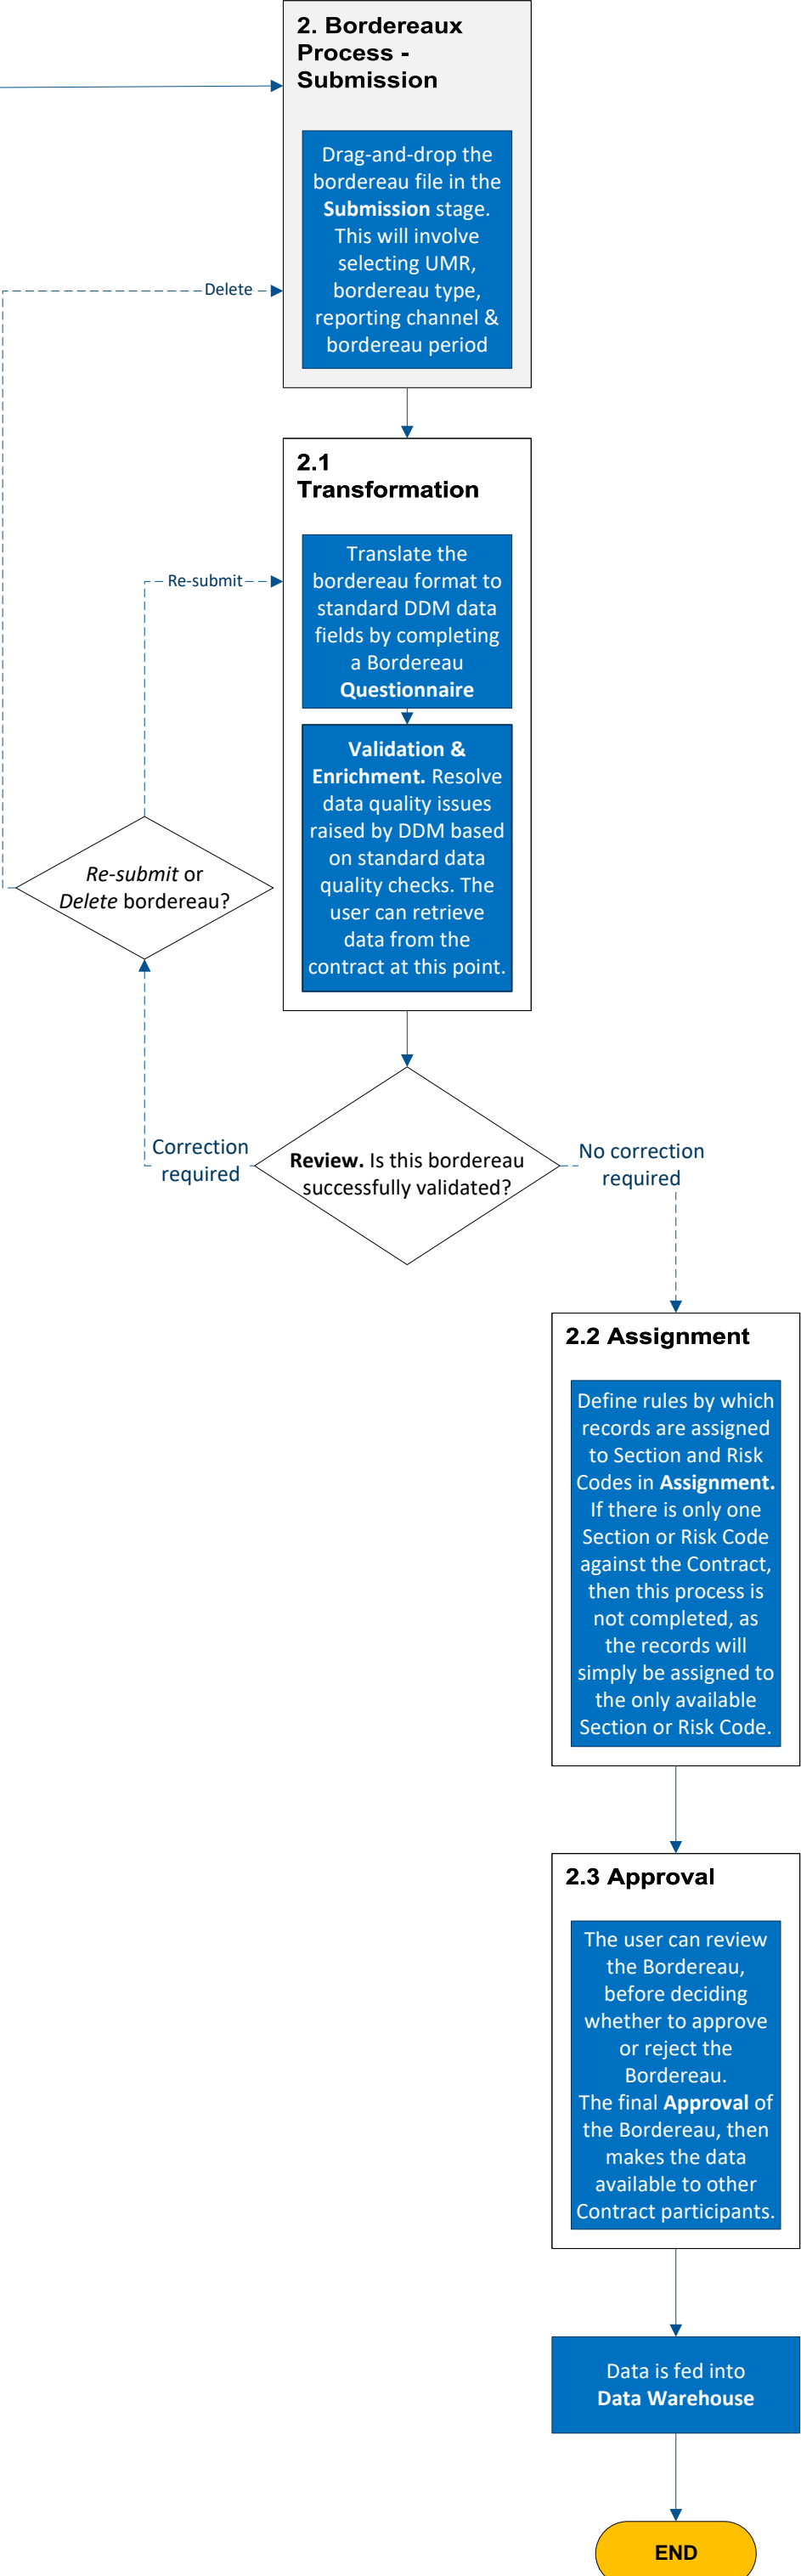 2. Bordereaux
Process -
Submission
Drag-and-drop the
bordereau file in the
Submission stage.
This will involve
selecting UMR,
bordereau type,
reporting channel &
bordereau period
Delete
2.1
Transformation
Translate the
bordereau format to
standard DDM data
fields by completing
a Bordereau
Questionnaire
Re-submit
Validation &
Enrichment. Resolve
data quality issues
raised by DDM based
on standard data
quality checks. The
user can retrieve
data from the
contract at this point.
Re-submit or
Delete bordereau?
Correction
required
Review. Is this bordereau
successfully validated?
No correction
required
2.2 Assignment
Define rules by which
records are assigned
to Section and Risk
Codes in Assignment.
If there is only one
Section or Risk Code
against the Contract,
then this process is
not completed, as
the records will
simply be assigned to
the only available
Section or Risk Code.
2.3 Approval
The user can review
the Bordereau,
before deciding
whether to approve
or reject the
Bordereau.
The final Approval of
the Bordereau, then
makes the data
available to other
Contract participants.
Data is fed into
Data Warehouse
END